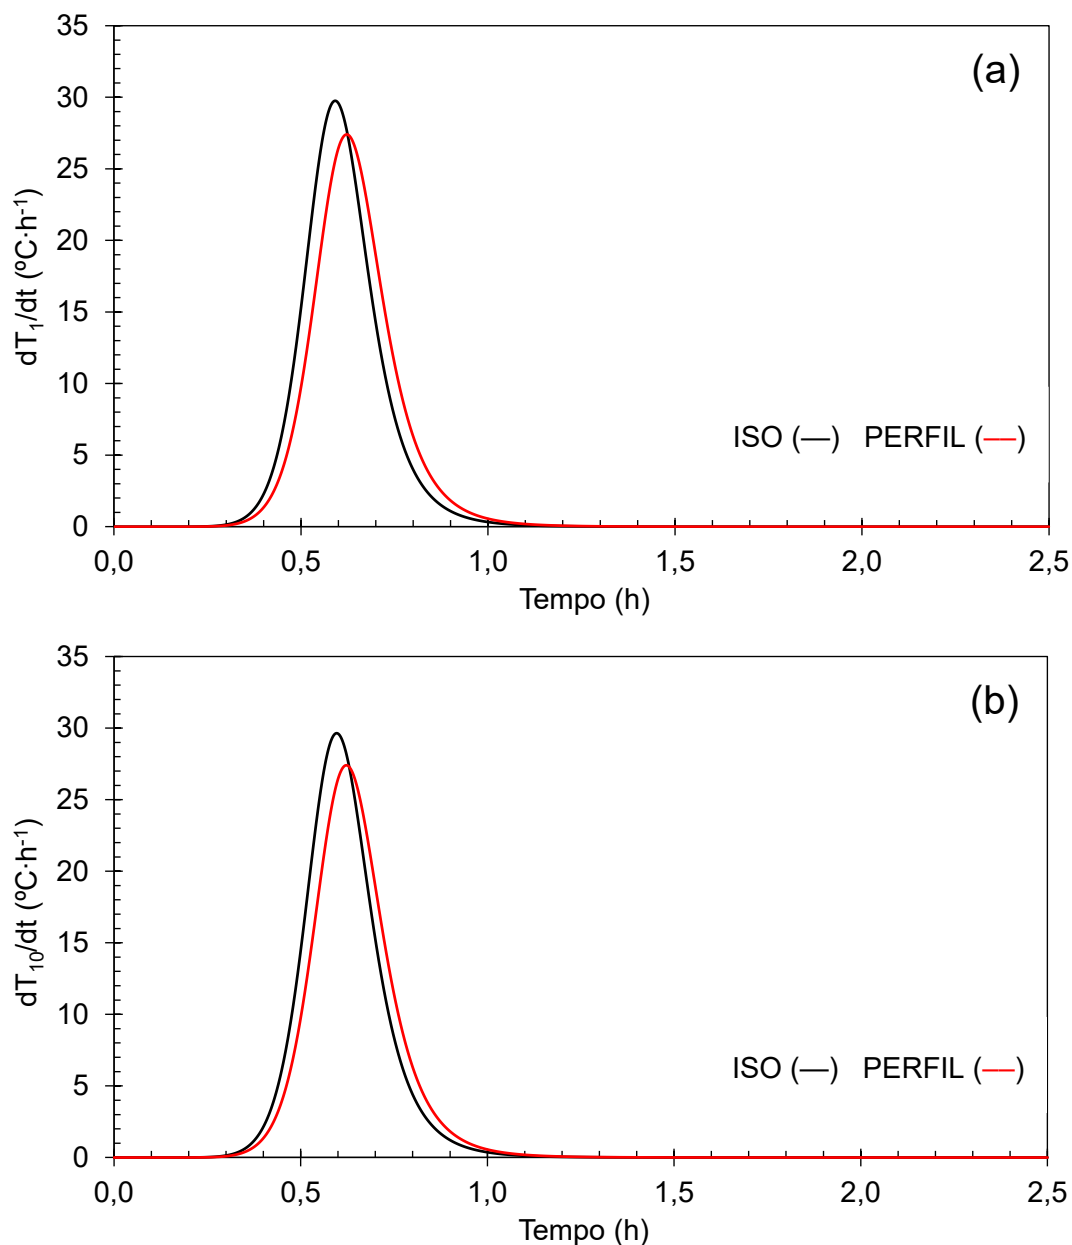 35
(a)
30
25
20
dT₁/dt (ºC·h⁻¹)
15
10
ISO (—) PERFIL (—)
5
0
0,0 0,5 1,0 1,5 2,0 2,5
Tempo (h)
35
(b)
30
25
20
dT₁₀/dt (ºC·h⁻¹)
15
10
ISO (—) PERFIL (—)
5
0
0,0 0,5 1,0 1,5 2,0 2,5
Tempo (h)